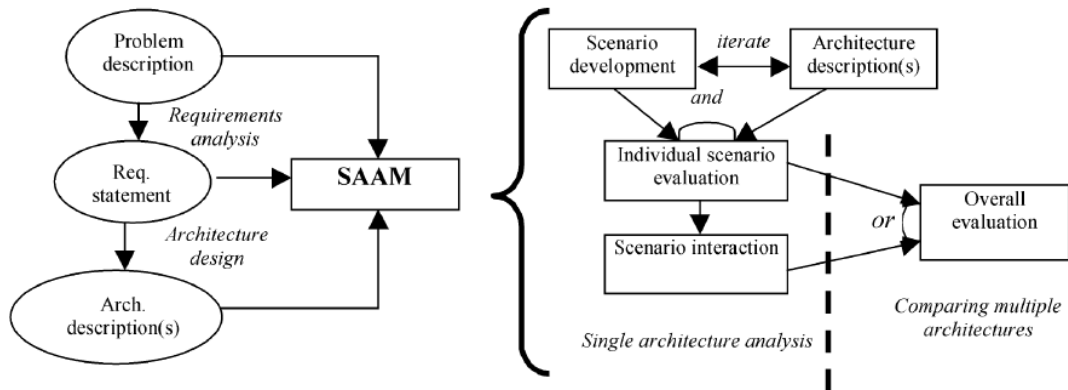 Problem
description
Requirements
analysis
Req.
statement
Architecture
design
Arch.
description(s)
SAAM
Scenario
development
iterate
Architecture
description(s)
and
Individual scenario
evaluation
Scenario interaction
or
Overall
evaluation
Single architecture analysis
Comparing multiple
architectures